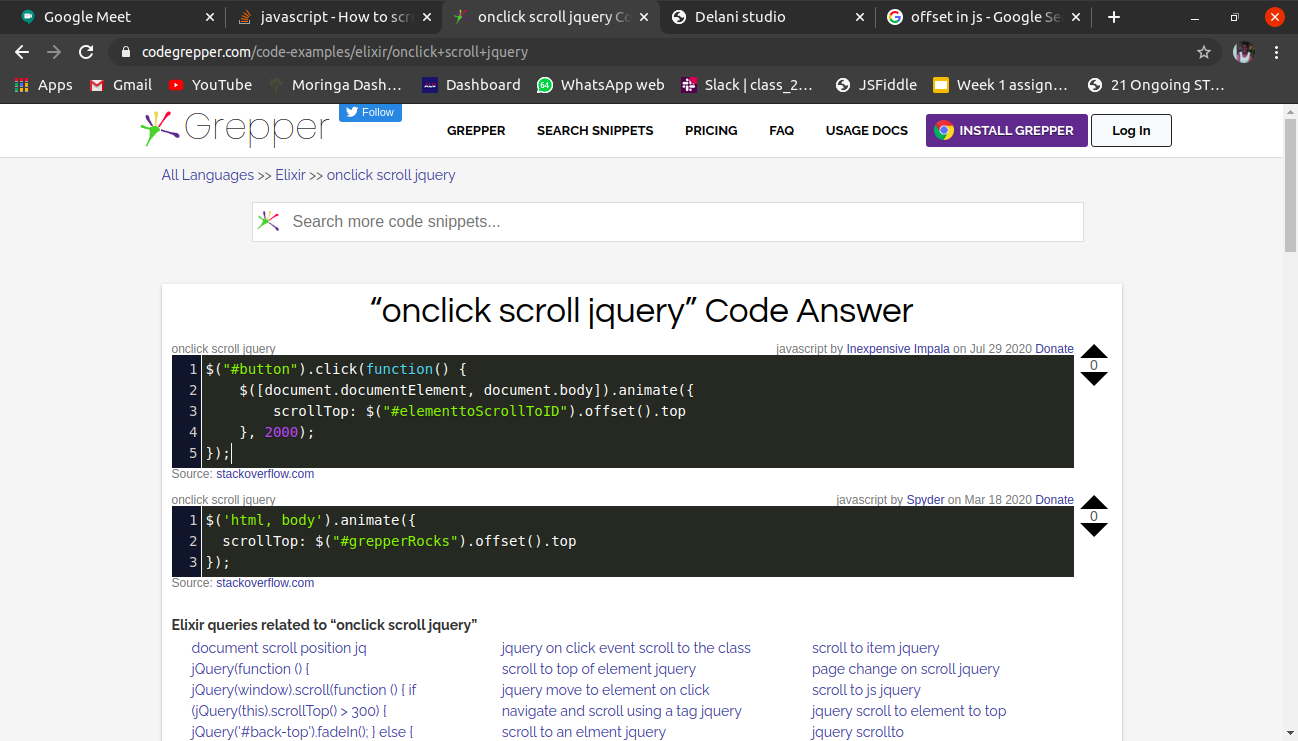 Google Meet
javascript - How to scr
onclick scroll jquery Co
Delani studio
offset in js - Google Se
codegrepper.com/code-examples/elixir/onclick+scroll+jquery
Apps Gmail YouTube Moringa Dash… Dashboard WhatsApp web Slack | class_2… JSFiddle Week 1 assign… 21 Ongoing ST…
Grepper
Follow
GREPPER SEARCH SNIPPETS PRICING FAQ USAGE DOCS INSTALL GREPPER Log In
All Languages >> Elixir >> onclick scroll jquery
Search more code snippets...
“onclick scroll jquery” Code Answer
onclick scroll jquery javascript by Inexpensive Impala on Jul 29 2020 Donate
0
1 $("#button").click(function() {
2 $([document.documentElement, document.body]).animate({
3 scrollTop: $("#elementtoScrollToID").offset().top
4 }, 2000);
5 });
Source: stackoverflow.com
onclick scroll jquery javascript by Spyder on Mar 18 2020 Donate
0
1 $('html, body').animate({
2 scrollTop: $("#grepperRocks").offset().top
3 });
Source: stackoverflow.com
Elixir queries related to “onclick scroll jquery”
document scroll position jq
jQuery(function () {
jQuery(window).scroll(function () { if
(jQuery(this).scrollTop() > 300) {
jQuery('#back-top').fadeIn(); } else {
jquery on click event scroll to the class
scroll to top of element jquery
jquery move to element on click
navigate and scroll using a tag jquery
scroll to an elment jquery
scroll to item jquery
page change on scroll jquery
scroll to js jquery
jquery scroll to element to top
jquery scrollto